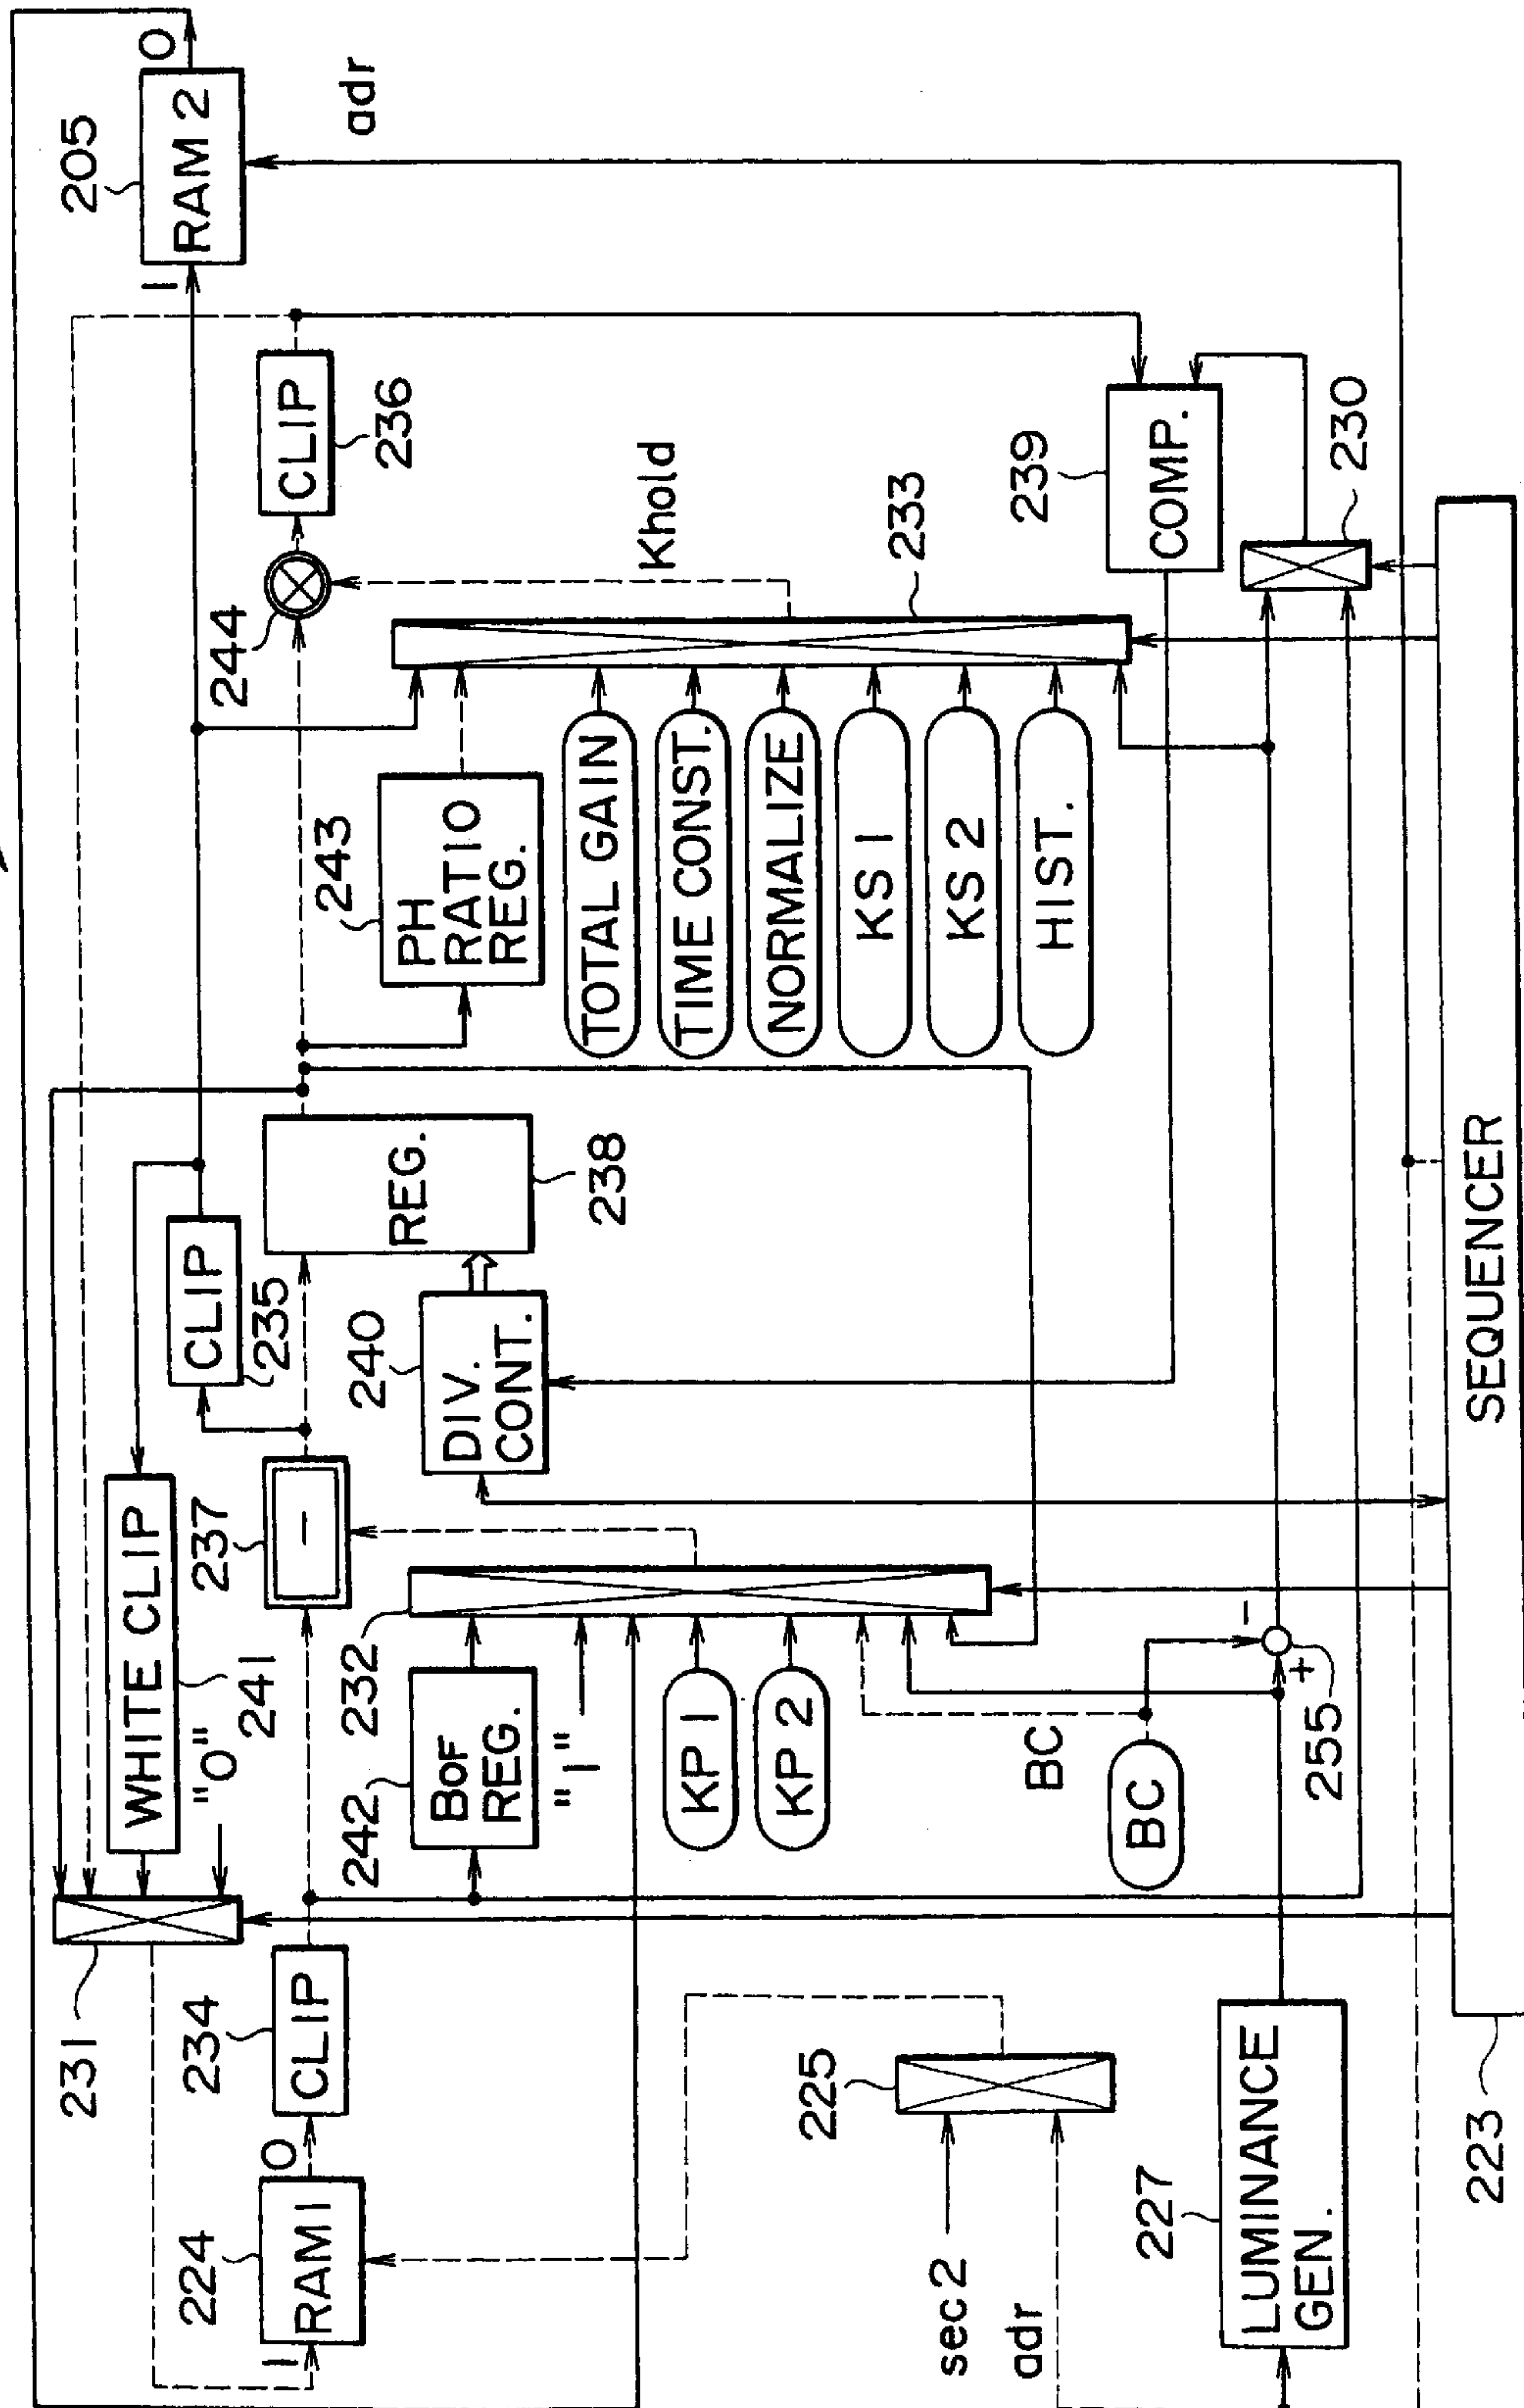 205
RAM 2
I
O
adr
CLIP
236
244
Khold
233
239
COMP.
230
243
PH
RATIO
REG.
TOTAL GAIN
TIME CONST.
NORMALIZE
KS 1
KS 2
HIST.
CLIP
235
REG.
238
240
DIV.
CONT.
WHITE CLIP
241
"0"
237
−
232
242
BOF
REG.
"1"
KP 1
KP 2
BC
BC
−
+
255
231
234
CLIP
224
RAM 1
I
O
225
sec2
adr
227
LUMINANCE
GEN.
SEQUENCER
223